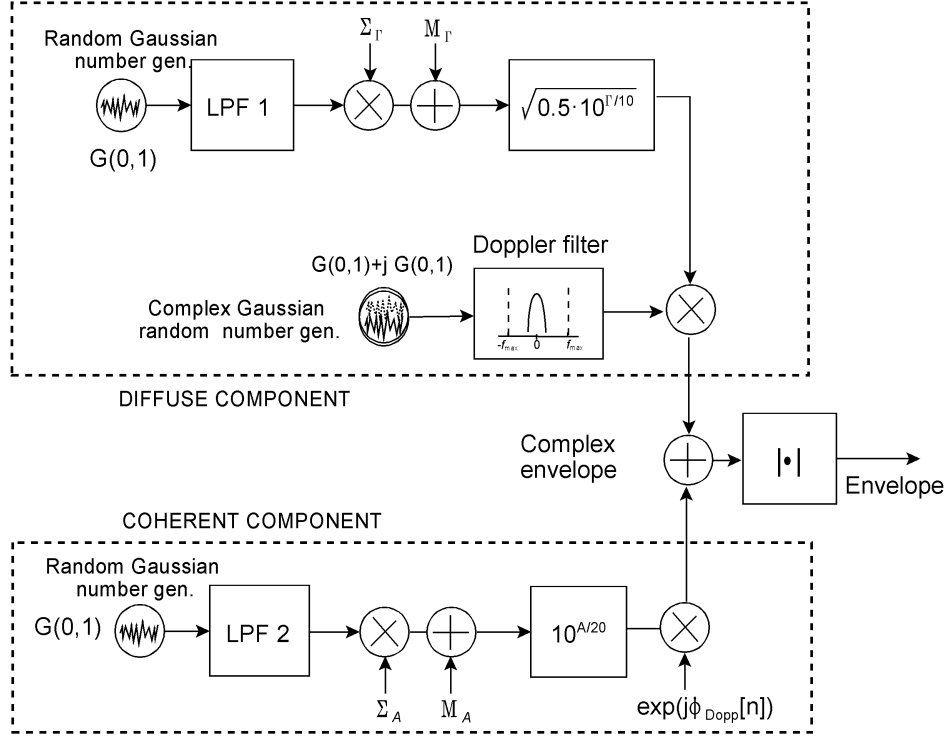 Random Gaussian
number gen.
Σ_Γ
M_Γ
LPF 1
√0.5·10^Γ/10
G(0,1)
Doppler filter
G(0,1)+j G(0,1)
Complex Gaussian
random number gen.
-f_max 0 f_max
DIFFUSE COMPONENT
Complex
envelope
|•|
Envelope
COHERENT COMPONENT
Random Gaussian
number gen.
G(0,1)
LPF 2
10^A/20
Σ_A
M_A
exp(jϕ_Dopp[n])